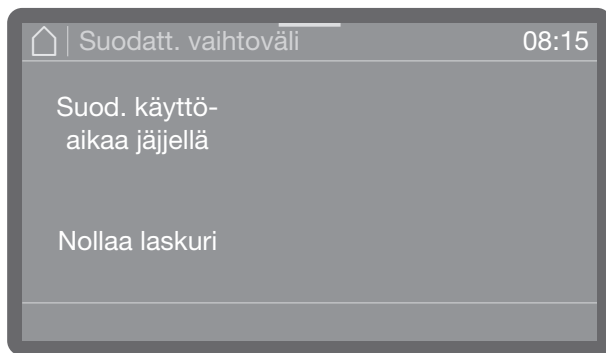 Suodatt. vaihtoväli 08:15
Suod. käyttö-
aikaa jäjjellä
Nollaa laskuri